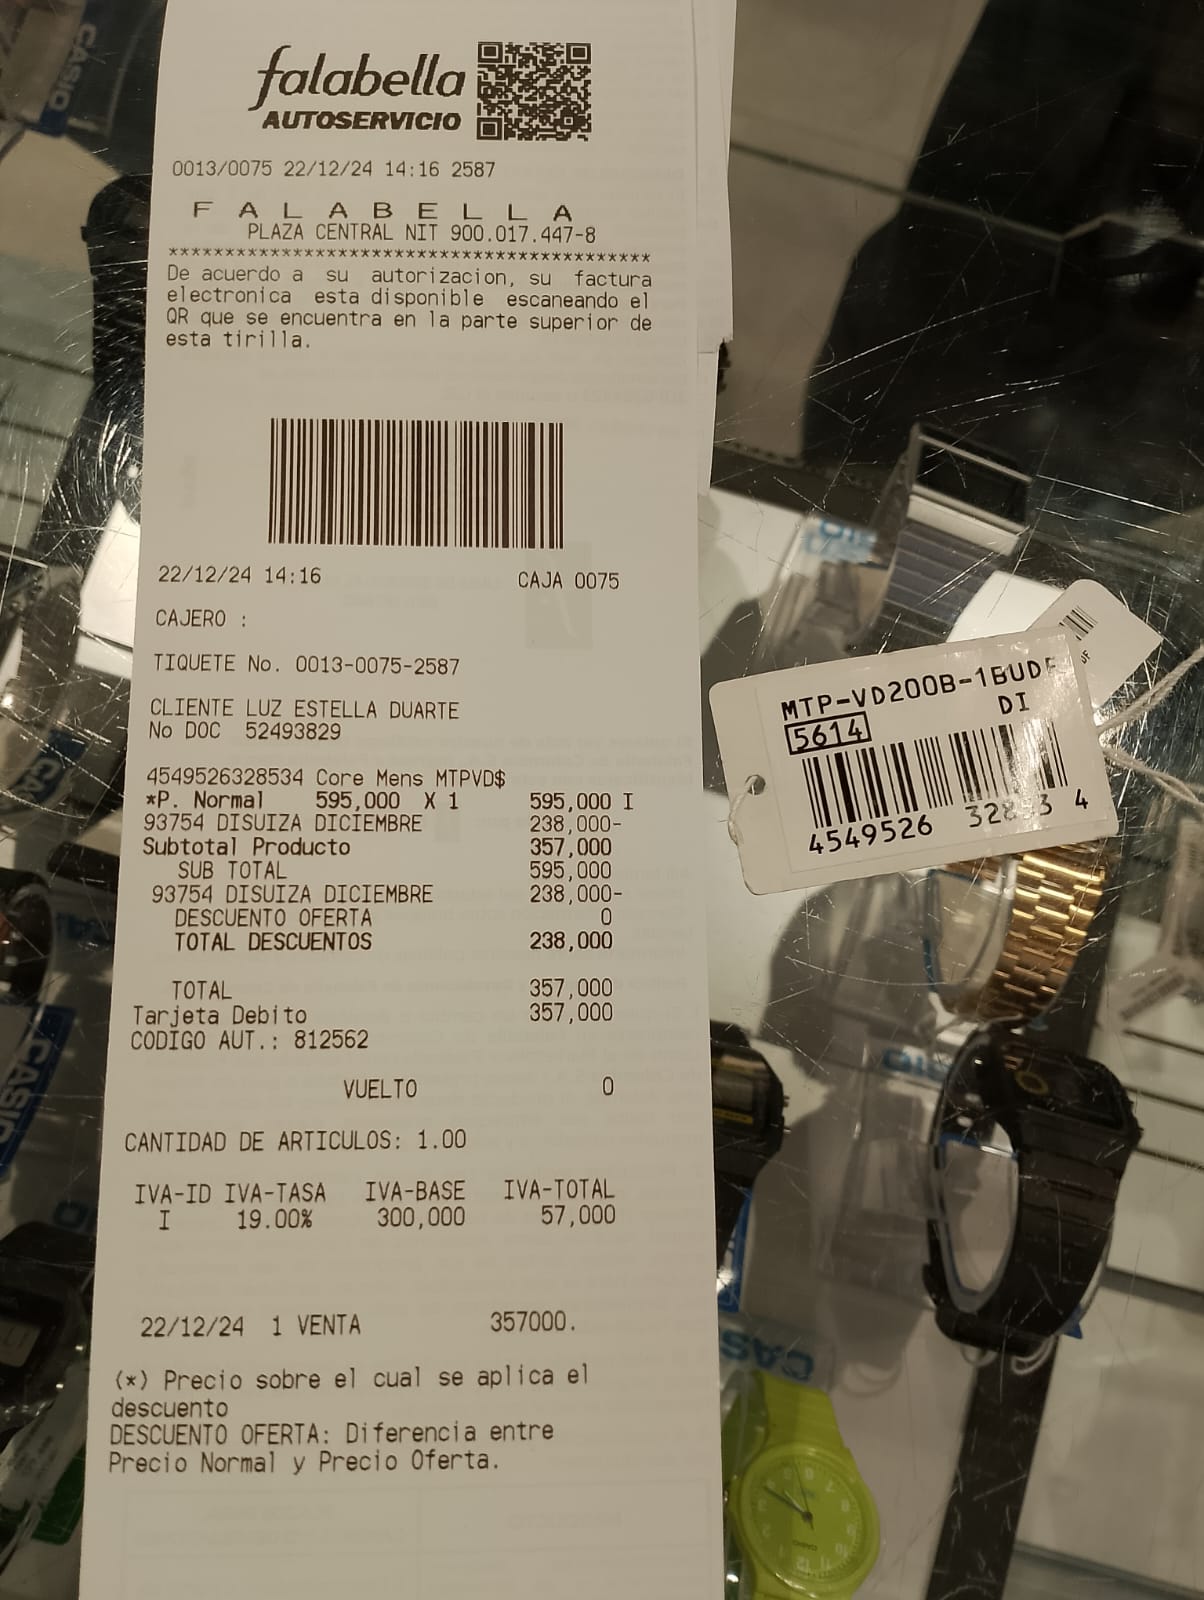 falabella
AUTOSERVICIO
0013/0075 22/12/24 14:16 2587
F A L A B E L L A
PLAZA CENTRAL NIT 900.017.447-8
*******************************************
De acuerdo a su autorizacion, su factura
electronica esta disponible escaneando el
QR que se encuentra en la parte superior de
esta tirilla.
22/12/24 14:16 CAJA 0075
CAJERO :
TIQUETE No. 0013-0075-2587
CLIENTE LUZ ESTELLA DUARTE
No DOC 52493829
4549526328534 Core Mens MTPVD$
*P. Normal 595,000 X 1 595,000 I
93754 DISUIZA DICIEMBRE 238,000-
Subtotal Producto 357,000
SUB TOTAL 595,000
93754 DISUIZA DICIEMBRE 238,000-
DESCUENTO OFERTA 0
TOTAL DESCUENTOS 238,000
TOTAL 357,000
Tarjeta Debito 357,000
CODIGO AUT.: 812562
VUELTO 0
CANTIDAD DE ARTICULOS: 1.00
IVA-ID IVA-TASA IVA-BASE IVA-TOTAL
I 19.00% 300,000 57,000
22/12/24 1 VENTA 357000.
(*) Precio sobre el cual se aplica el
descuento
DESCUENTO OFERTA: Diferencia entre
Precio Normal y Precio Oferta.
MTP-VD200B-1BUDF
DI
5614
4549526 328534
CASIO
CASIO
CASIO
CASIO